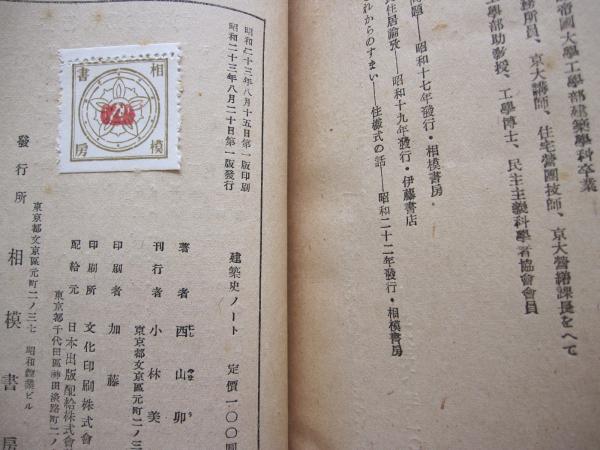 帝國大學工學部建築學科卒業
務所員、京大講師、住宅營團技師、京大營繕課長をへて
學部助教授、工學博士、民主主義科學者協會會員
問題――昭和十七年發行・相模書房
民住居論攷――昭和十九年發行・伊藤書店
れからのすまい――住樣式の話――昭和二十二年發行・相模書房
相模
書房
昭和二十三年八月十五日第一版印刷
昭和二十三年八月二十日第一版發行
建築史ノート 定價一〇〇圓
著者 西山卯
刊行者 小林美
東京都文京區元町二ノ三
印刷者 加藤
印刷所 文化印刷株式會
配給元 日本出版配給株式會
東京都千代田區神田淡路町二ノ
發行所 相模書房
東京都文京區元町二ノ三七 昭和鑛業ビル